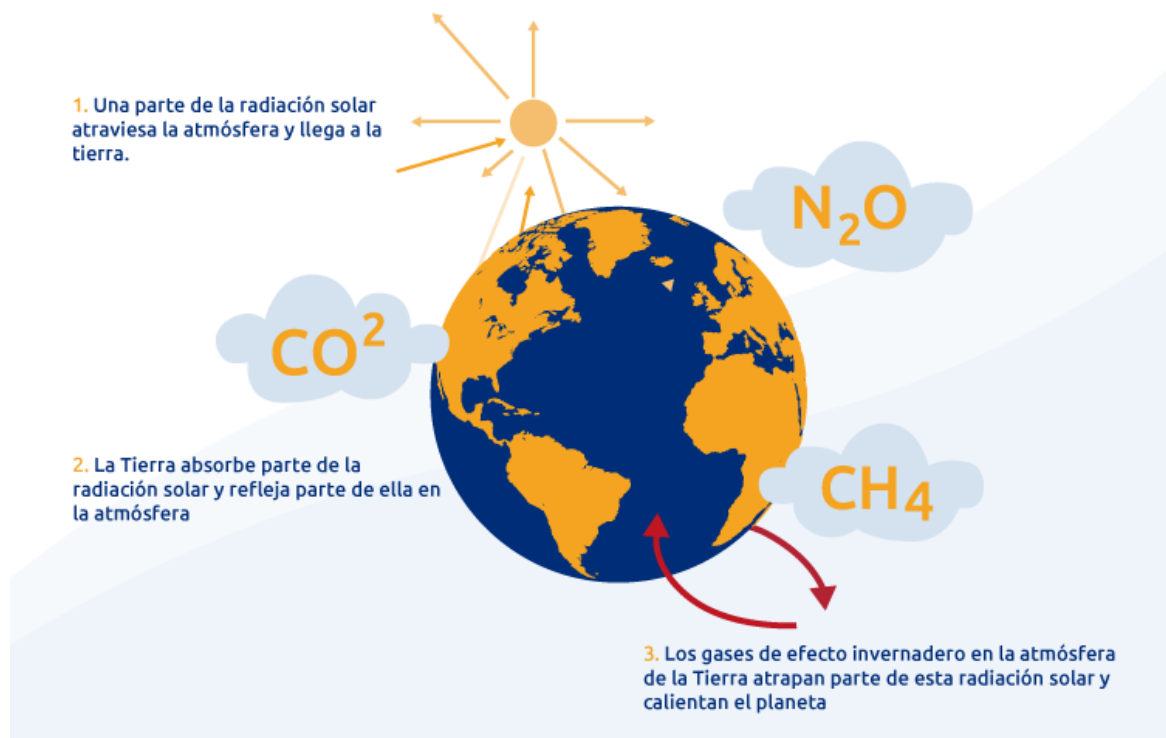 1. Una parte de la radiación solar
atraviesa la atmósfera y llega a la
tierra.
N₂O
CO²
2. La Tierra absorbe parte de la
radiación solar y refleja parte de ella en
la atmósfera
CH₄
3. Los gases de efecto invernadero en la atmósfera
de la Tierra atrapan parte de esta radiación solar y
calientan el planeta